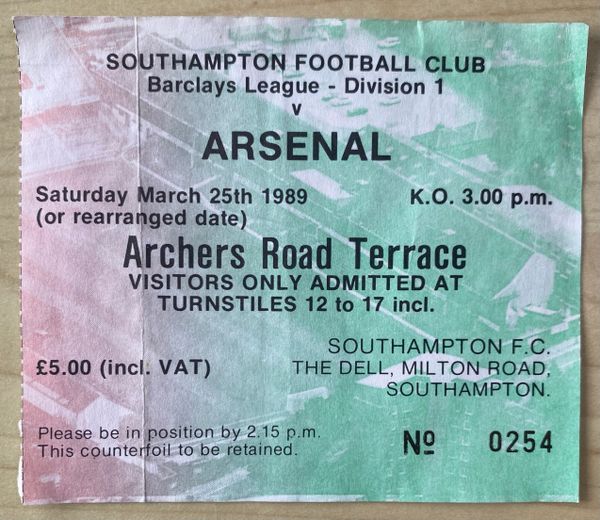 SOUTHAMPTON FOOTBALL CLUB
Barclays League - Division 1
v
ARSENAL
Saturday March 25th 1989 K.O. 3.00 p.m.
(or rearranged date)
Archers Road Terrace
VISITORS ONLY ADMITTED AT
TURNSTILES 12 to 17 incl.
£5.00 (incl. VAT)
SOUTHAMPTON F.C.
THE DELL, MILTON ROAD,
SOUTHAMPTON.
Please be in position by 2.15 p.m.
This counterfoil to be retained.
Nº 0254